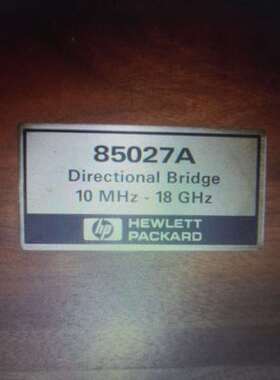 85027A
Directional Bridge
10 MHz - 18 GHz
hp HEWLETT
PACKARD